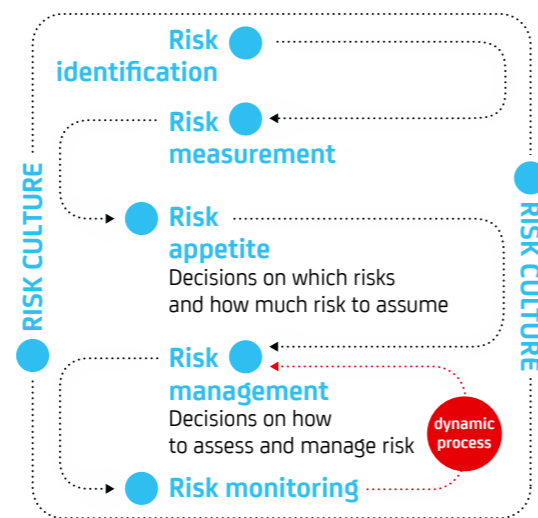 Risk
identification
Risk
measurement
RISK CULTURE
Risk
appetite
Decisions on which risks
and how much risk to assume
RISK CULTURE
Risk
management
Decisions on how
to assess and manage risk
dynamic
process
Risk monitoring